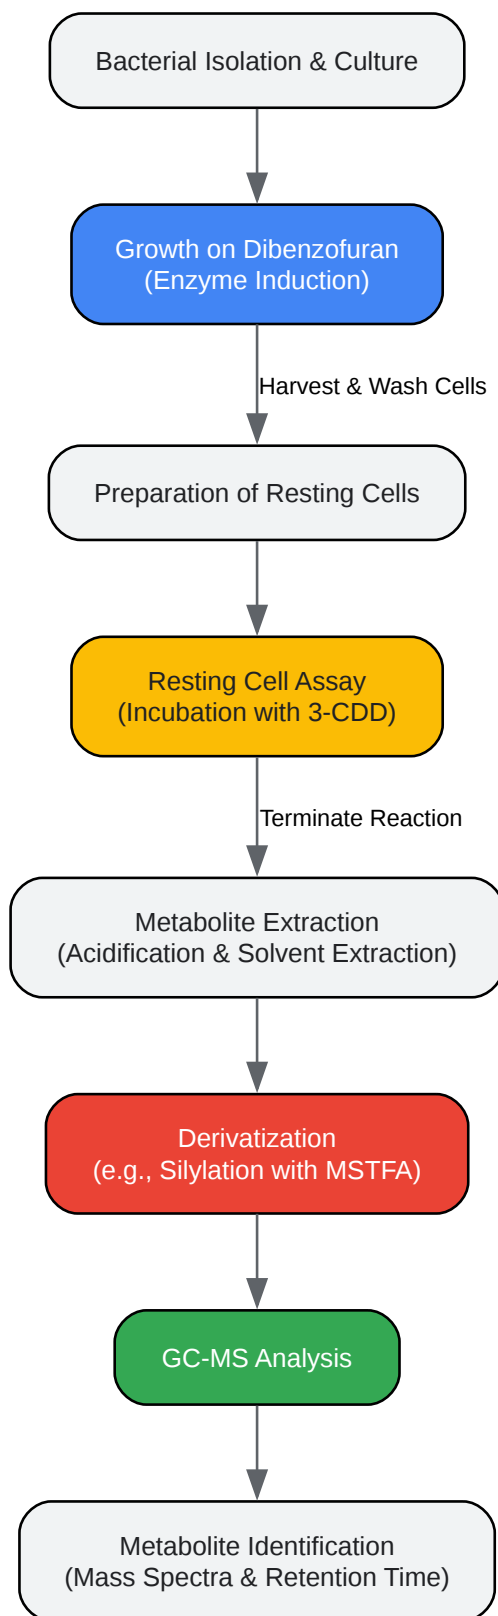 Bacterial Isolation & Culture
Growth on Dibenzofuran
(Enzyme Induction)
Harvest & Wash Cells
Preparation of Resting Cells
Resting Cell Assay
(Incubation with 3-CDD)
Terminate Reaction
Metabolite Extraction
(Acidification & Solvent Extraction)
Derivatization
(e.g., Silylation with MSTFA)
GC-MS Analysis
Metabolite Identification
(Mass Spectra & Retention Time)